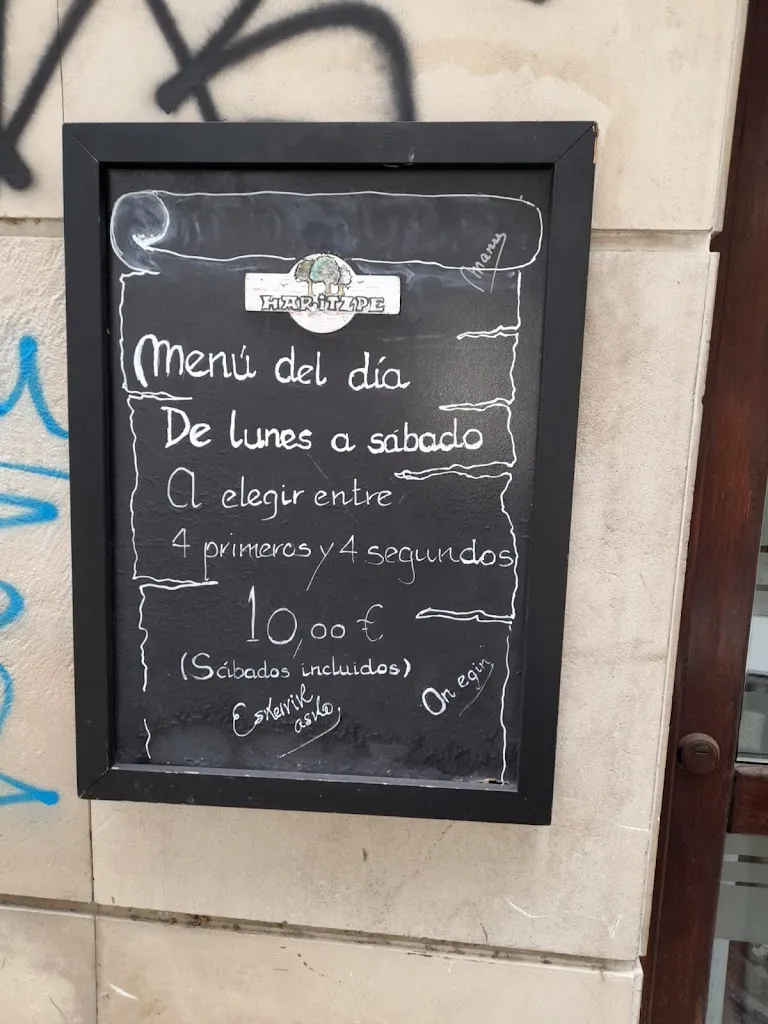 manu
HARITZPE
Menú del día
De lunes a sábado
A elegir entre
4 primeros y 4 segundos
10,00 €
(Sábados incluidos)
Eskerrik
asko
On egin